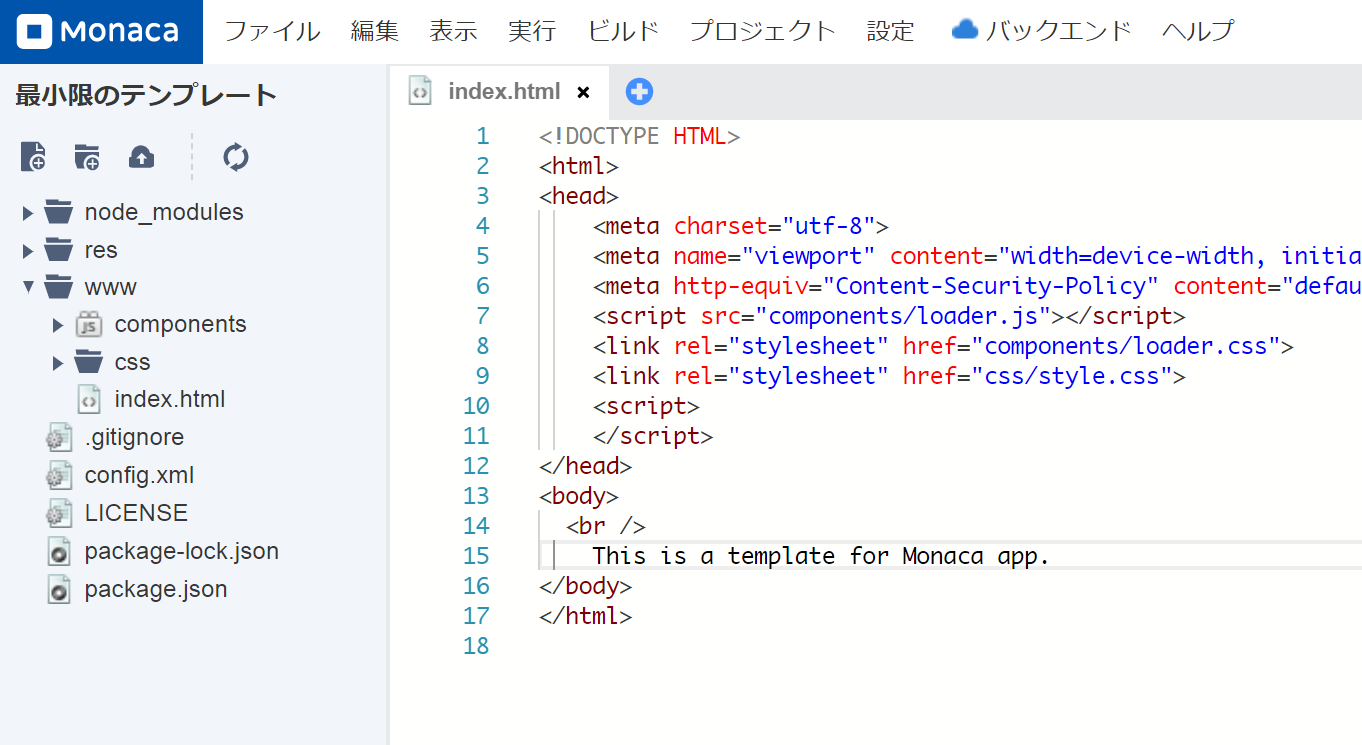 Monaca ファイル 編集 表示 実行 ビルド プロジェクト 設定 バックエンド ヘルプ
最小限のテンプレート
node_modules
res
www
components
JS
css
index.html
.gitignore
config.xml
LICENSE
package-lock.json
package.json
index.html ×
1 <!DOCTYPE HTML>
2 <html>
3 <head>
4 <meta charset="utf-8">
5 <meta name="viewport" content="width=device-width, initia
6 <meta http-equiv="Content-Security-Policy" content="defau
7 <script src="components/loader.js"></script>
8 <link rel="stylesheet" href="components/loader.css">
9 <link rel="stylesheet" href="css/style.css">
10 <script>
11 </script>
12 </head>
13 <body>
14 <br />
15 This is a template for Monaca app.
16 </body>
17 </html>
18